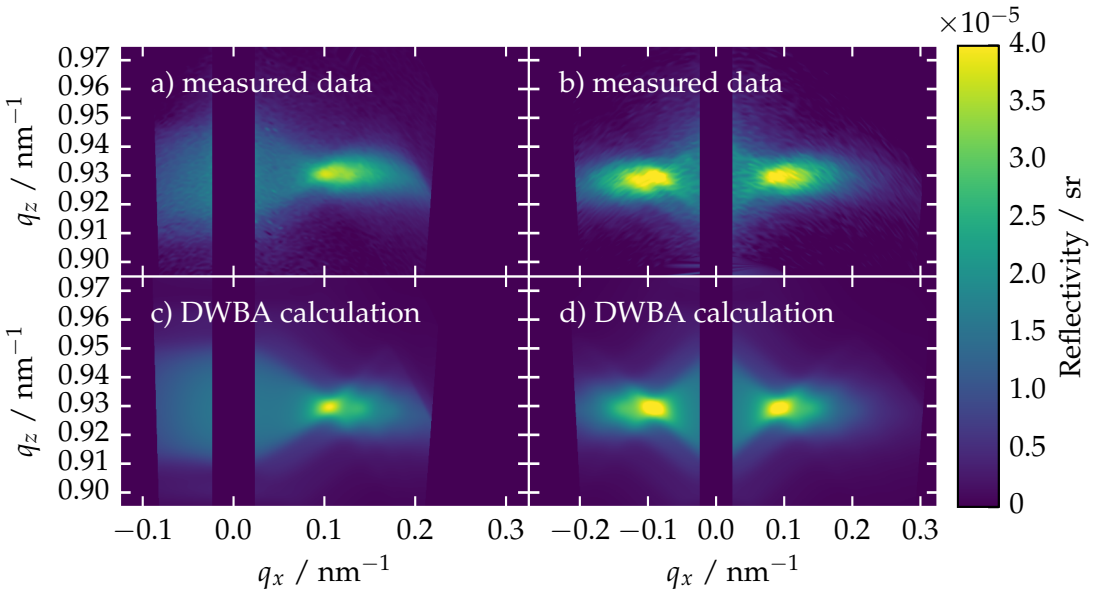 ×10⁻⁵
a) measured data
b) measured data
0.97
0.96
0.95
0.94
0.93
0.92
0.91
0.90
q_z / nm⁻¹
c) DWBA calculation
d) DWBA calculation
0.97
0.96
0.95
0.94
0.93
0.92
0.91
0.90
q_z / nm⁻¹
−0.1 0.0 0.1 0.2 0.3
−0.2 −0.1 0.0 0.1 0.2 0.3
q_x / nm⁻¹
q_x / nm⁻¹
4.0
3.5
3.0
2.5
2.0
1.5
1.0
0.5
0
Reflectivity / sr